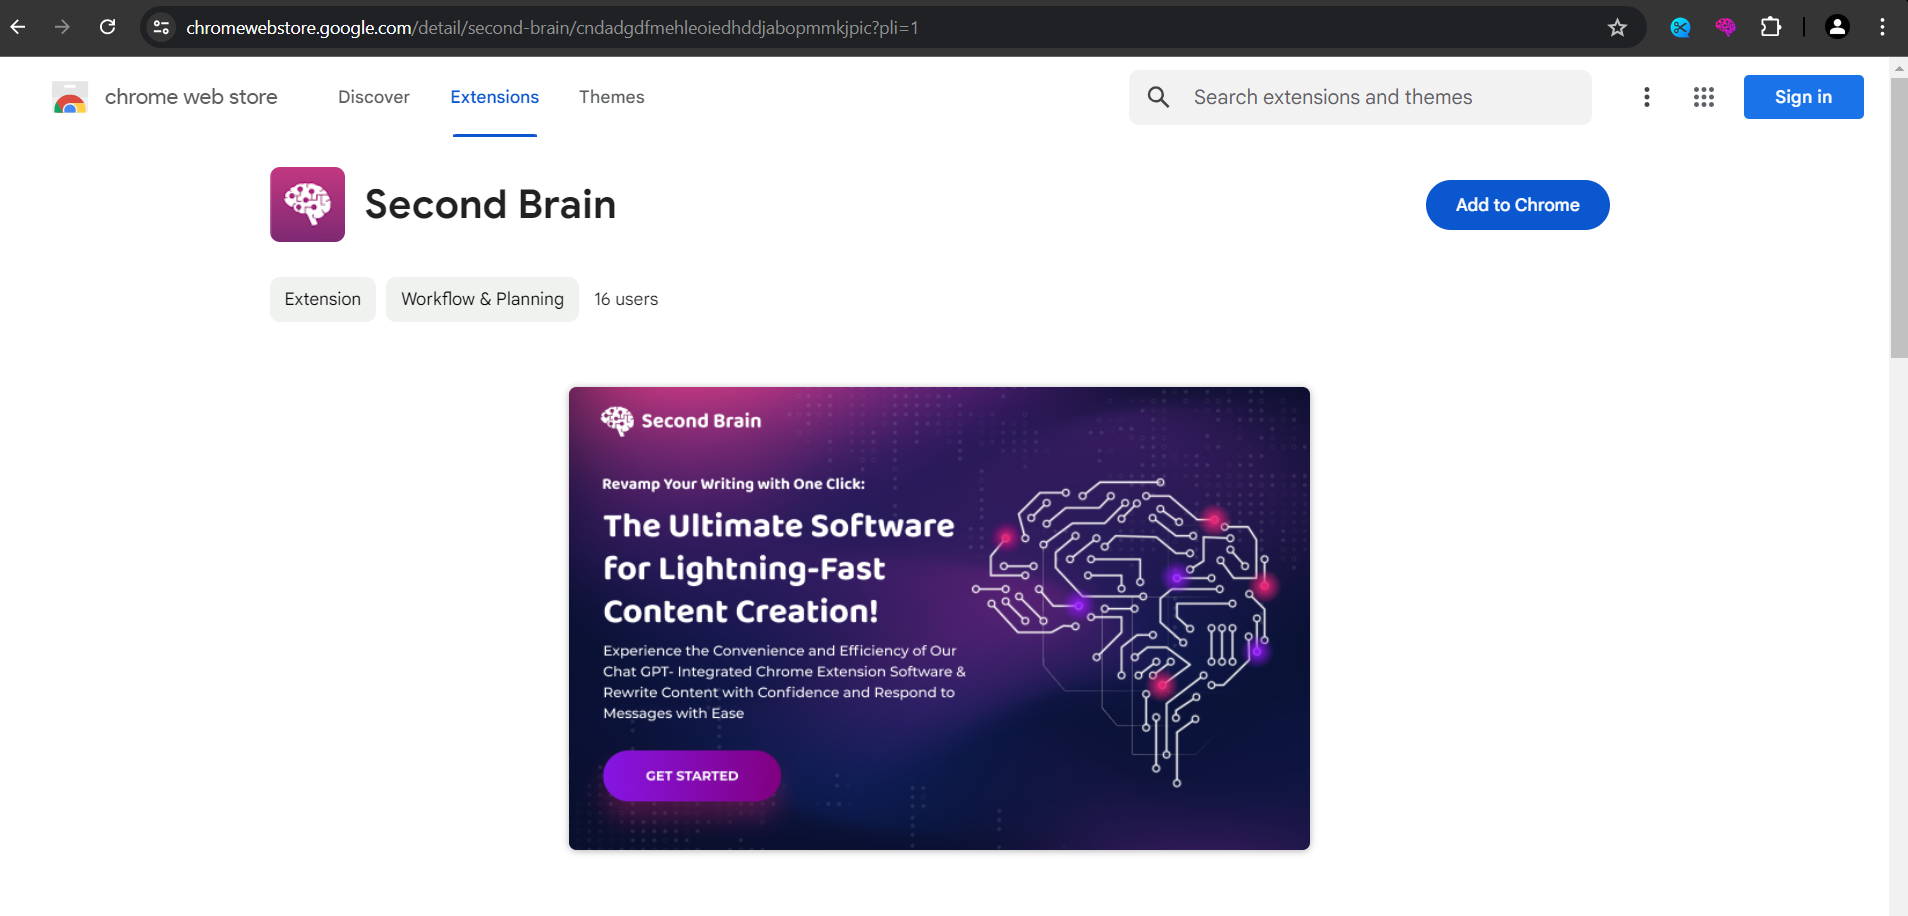 chromewebstore.google.com/detail/second-brain/cndadgdfmehleoiedhddjabopmmkjpic?pli=1
chrome web store
Discover
Extensions
Themes
Search extensions and themes
Sign in
Second Brain
Add to Chrome
Extension
Workflow & Planning
16 users
Second Brain
Revamp Your Writing with One Click:
The Ultimate Software
for Lightning-Fast
Content Creation!
Experience the Convenience and Efficiency of Our
Chat GPT- Integrated Chrome Extension Software &
Rewrite Content with Confidence and Respond to
Messages with Ease
GET STARTED